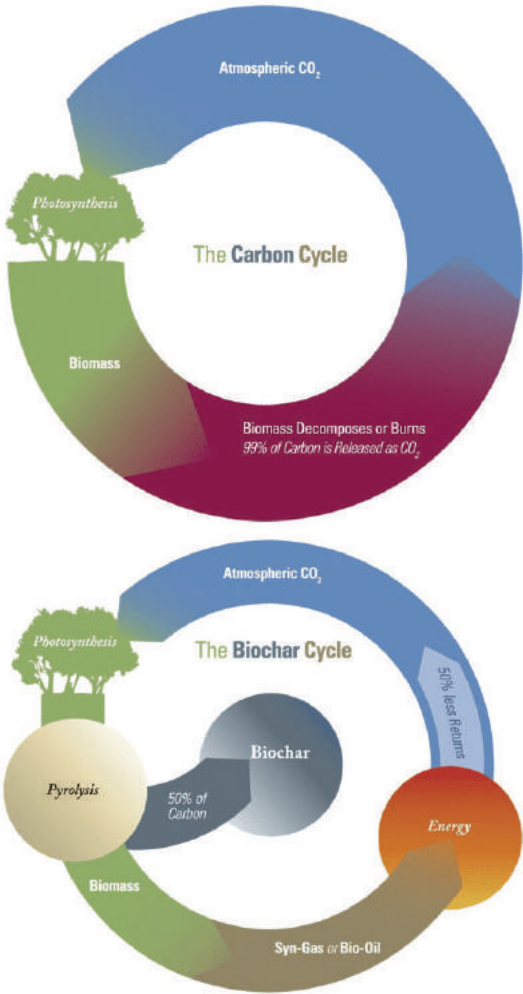 Atmospheric CO₂
Photosynthesis
The Carbon Cycle
Biomass
Biomass Decomposes or Burns
99% of Carbon is Released as CO₂
Atmospheric CO₂
Photosynthesis
The Biochar Cycle
50% less Returns
Biochar
Pyrolysis
50% of
Carbon
Energy
Biomass
Syn-Gas or Bio-Oil